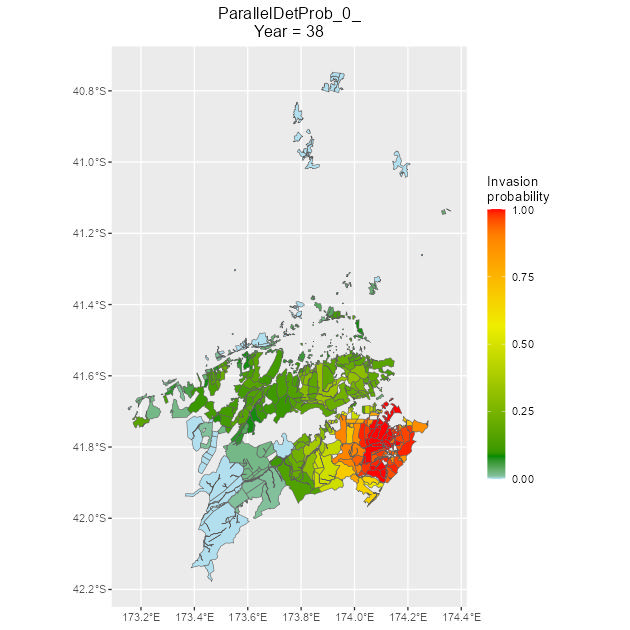 ParallelDetProb_0_
Year = 38
40.8°S
41.0°S
41.2°S
41.4°S
41.6°S
41.8°S
42.0°S
42.2°S
173.2°E 173.4°E 173.6°E 173.8°E 174.0°E 174.2°E 174.4°E
Invasion
probability
1.00
0.75
0.50
0.25
0.00